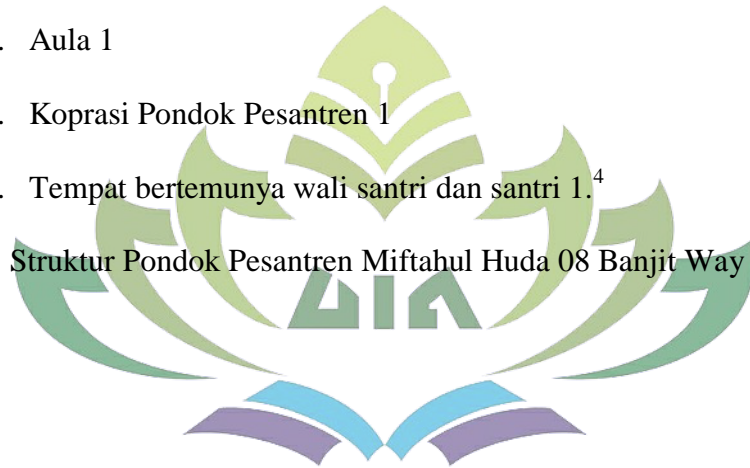 . Aula 1
. Koprasi Pondok Pesantren 1
. Tempat bertemunya wali santri dan santri 1.4
Struktur Pondok Pesantren Miftahul Huda 08 Banjit Way
UIN